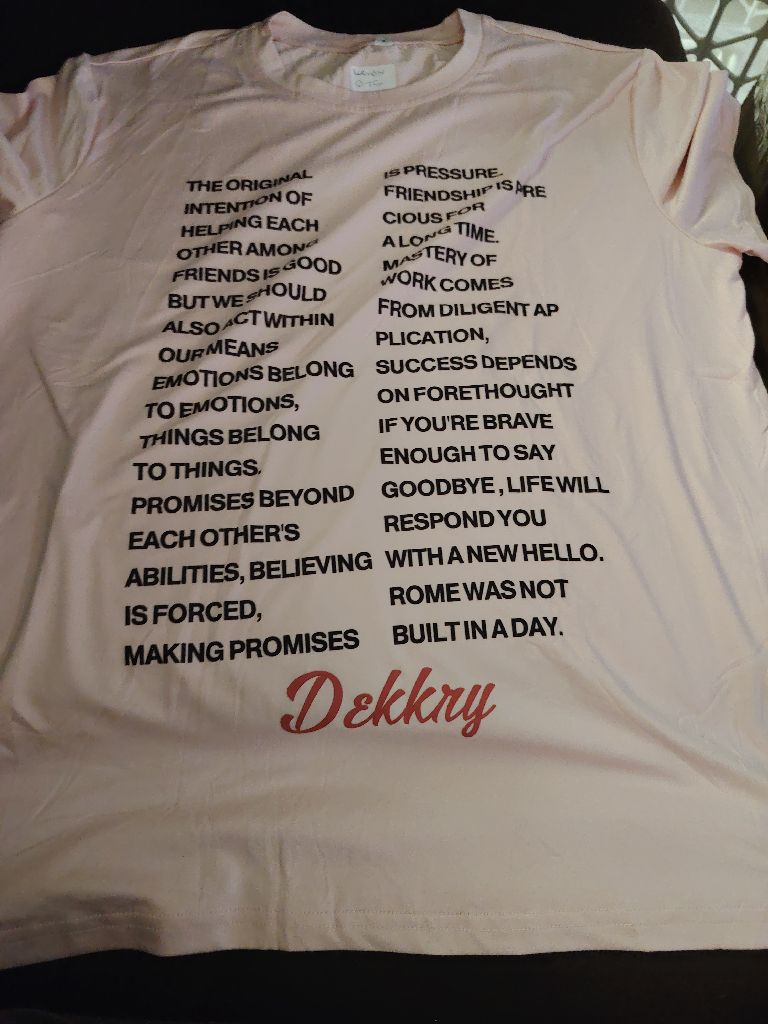 THE ORIGINAL
INTENTION OF
HELPING EACH
OTHER AMONG
FRIENDS IS GOOD
BUT WE SHOULD
ALSO ACT WITHIN
OUR MEANS
EMOTIONS BELONG
TO EMOTIONS,
THINGS BELONG
TO THINGS.
PROMISES BEYOND
EACH OTHER'S
ABILITIES, BELIEVING
IS FORCED,
MAKING PROMISES
IS PRESSURE.
FRIENDSHIP IS PRE
CIOUS FOR
A LONG TIME.
MASTERY OF
WORK COMES
FROM DILIGENT AP
PLICATION,
SUCCESS DEPENDS
ON FORETHOUGHT
IF YOU'RE BRAVE
ENOUGH TO SAY
GOODBYE , LIFE WILL
RESPOND YOU
WITH A NEW HELLO.
ROME WAS NOT
BUILT IN A DAY.
Dekkry